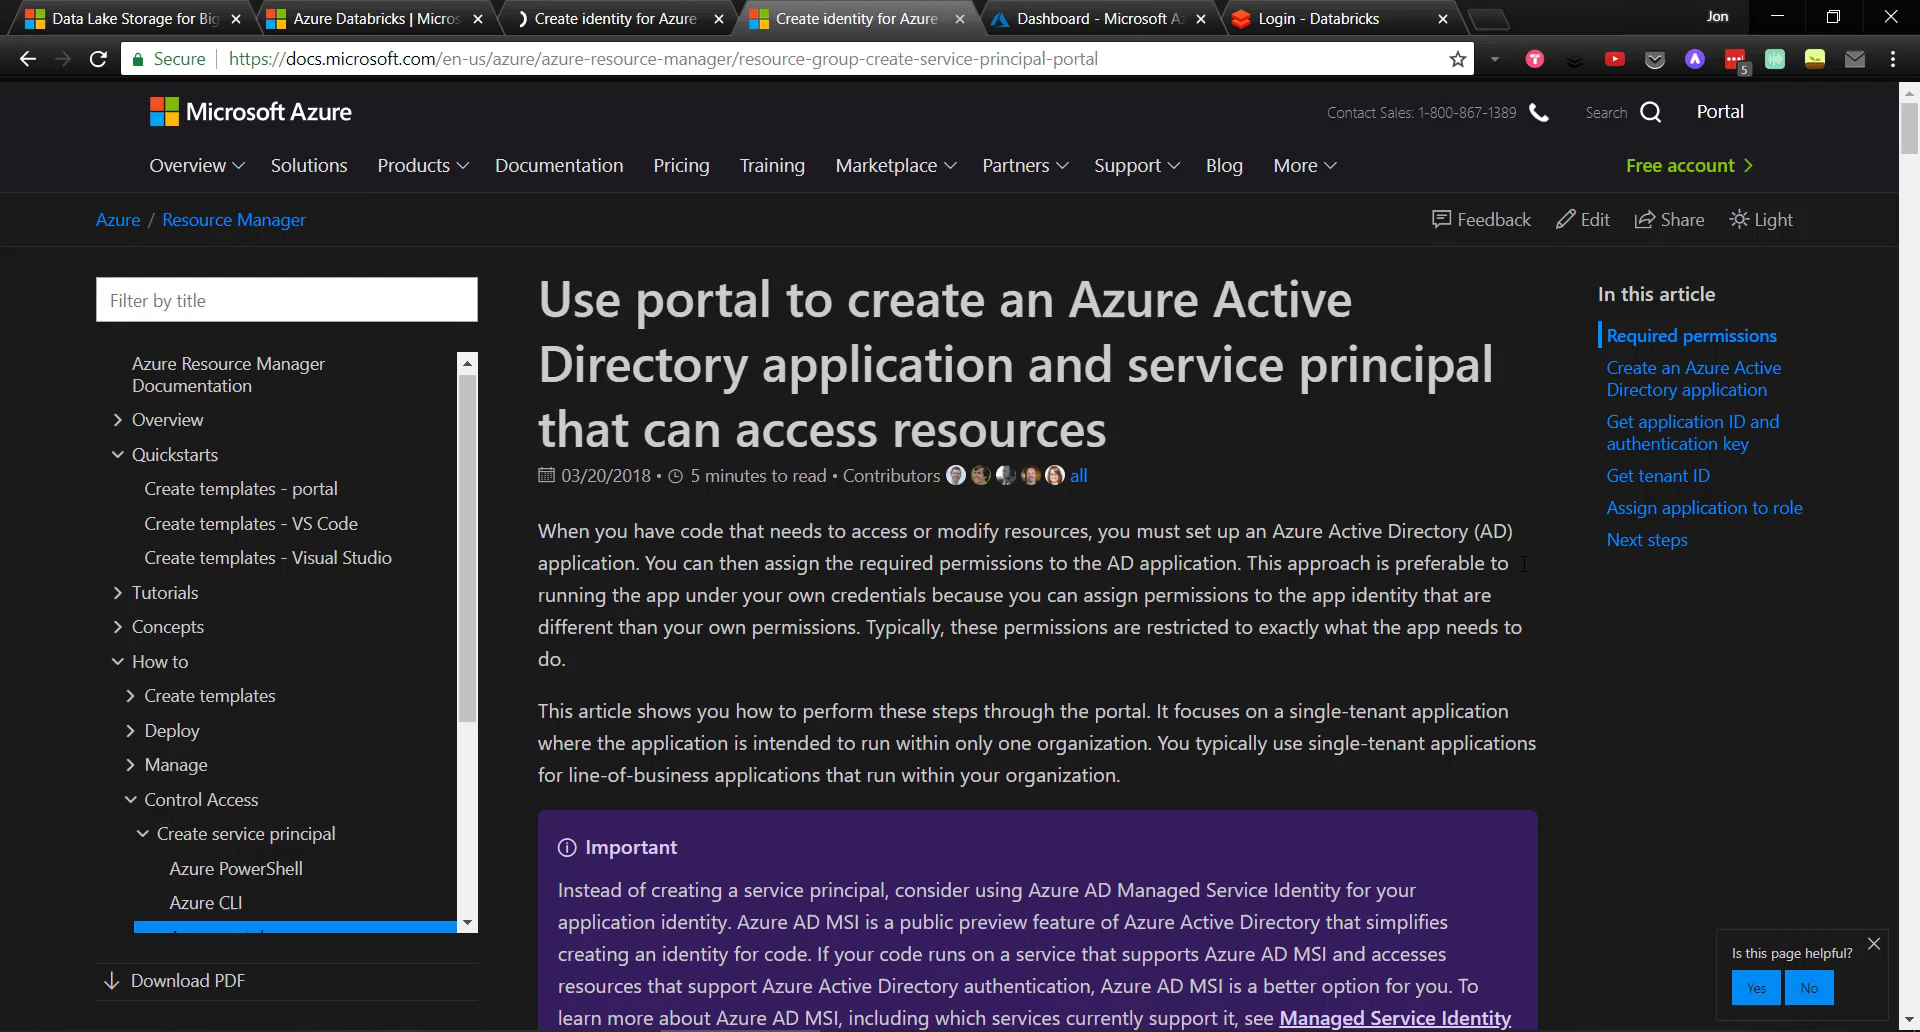 Data Lake Storage for Big
Azure Databricks | Micros
Create identity for Azure
Create identity for Azure
Dashboard - Microsoft Az
Login - Databricks
Jon
Secure
https://docs.microsoft.com/en-us/azure/azure-resource-manager/resource-group-create-service-principal-portal
5
Microsoft Azure
Contact Sales: 1-800-867-1389
Search
Portal
Overview
Solutions
Products
Documentation
Pricing
Training
Marketplace
Partners
Support
Blog
More
Free account
Azure / Resource Manager
Feedback
Edit
Share
Light
Filter by title
Azure Resource Manager
Documentation
Overview
Quickstarts
Create templates - portal
Create templates - VS Code
Create templates - Visual Studio
Tutorials
Concepts
How to
Create templates
Deploy
Manage
Control Access
Create service principal
Azure PowerShell
Azure CLI
Download PDF
Use portal to create an Azure Active
Directory application and service principal
that can access resources
03/20/2018 • 5 minutes to read • Contributors all
When you have code that needs to access or modify resources, you must set up an Azure Active Directory (AD)
application. You can then assign the required permissions to the AD application. This approach is preferable to
running the app under your own credentials because you can assign permissions to the app identity that are
different than your own permissions. Typically, these permissions are restricted to exactly what the app needs to
do.
This article shows you how to perform these steps through the portal. It focuses on a single-tenant application
where the application is intended to run within only one organization. You typically use single-tenant applications
for line-of-business applications that run within your organization.
Important
Instead of creating a service principal, consider using Azure AD Managed Service Identity for your
application identity. Azure AD MSI is a public preview feature of Azure Active Directory that simplifies
creating an identity for code. If your code runs on a service that supports Azure AD MSI and accesses
resources that support Azure Active Directory authentication, Azure AD MSI is a better option for you. To
learn more about Azure AD MSI, including which services currently support it, see Managed Service Identity
In this article
Required permissions
Create an Azure Active
Directory application
Get application ID and
authentication key
Get tenant ID
Assign application to role
Next steps
Is this page helpful?
Yes
No